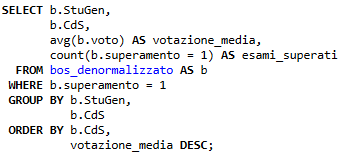 SELECT b.StuGen,
b.CdS,
avg(b.voto) AS votazione_media,
count(b.superamento = 1) AS esami_superati
FROM bos_denormalizzato AS b
WHERE b.superamento = 1
GROUP BY b.StuGen,
b.CdS
ORDER BY b.CdS,
votazione_media DESC;